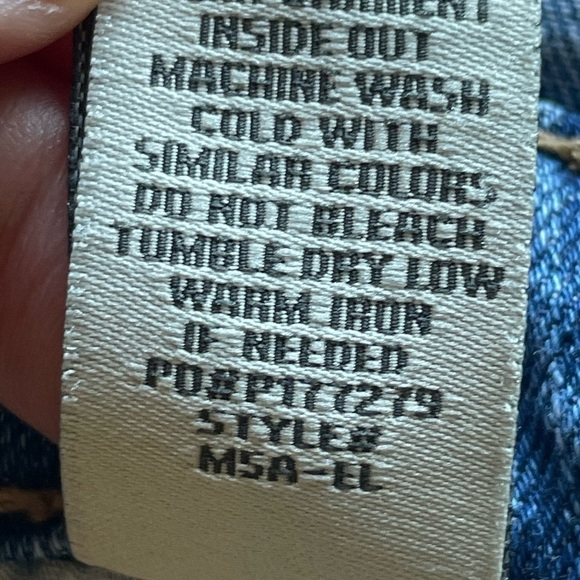 GARMENT
INSIDE OUT
MACHINE WASH
COLD WITH
SIMILAR COLORS
DO NOT BLEACH
TUMBLE DRY LOW
WARM IRON
IF NEEDED
PO#P177279
STYLE#
MSA-EL